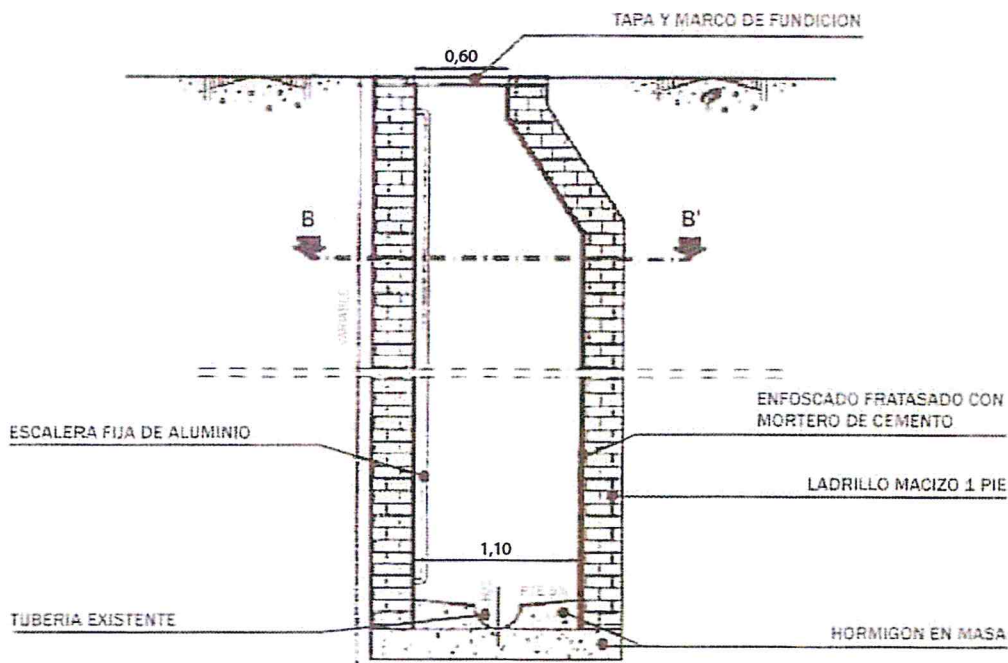 TAPA Y MARCO DE FUNDICION
0,60
B
B'
VARIABLE
ENFOSCADO FRATASADO CON
MORTERO DE CEMENTO
ESCALERA FIJA DE ALUMINIO
LADRILLO MACIZO 1 PIE
1,10
TUBERIA EXISTENTE
HORMIGON EN MASA